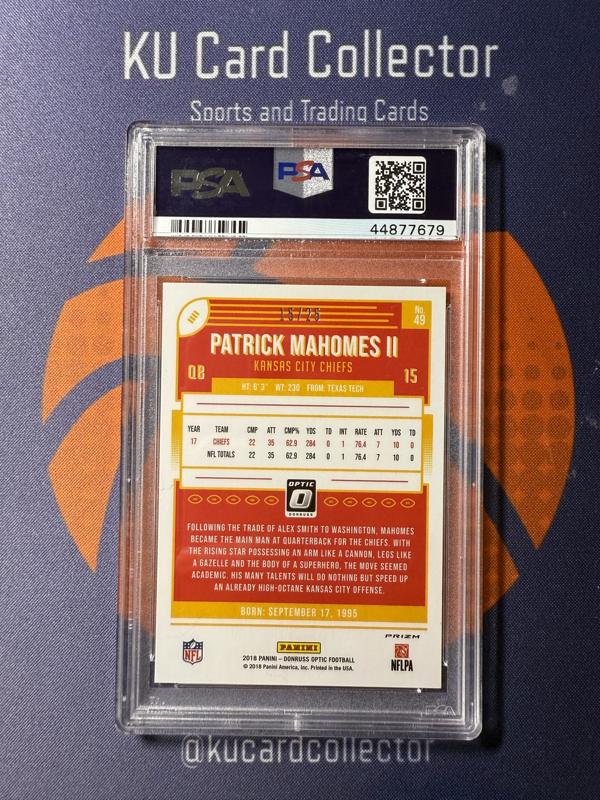 KU Card Collector
Sports and Trading Cards
PSA PSA
44877679
15/25
No. 49
PATRICK MAHOMES II
KANSAS CITY CHIEFS
QB 15
HT: 6' 3" WT: 230 FROM: TEXAS TECH
YEAR TEAM CMP ATT CMP% YDS TD INT RATE ATT YDS TD
17 CHIEFS 22 35 62.9 284 0 1 76.4 7 10 0
NFL TOTALS 22 35 62.9 284 0 1 76.4 7 10 0
OPTIC
DONRUSS
FOLLOWING THE TRADE OF ALEX SMITH TO WASHINGTON, MAHOMES
BECAME THE MAIN MAN AT QUARTERBACK FOR THE CHIEFS. WITH
THE RISING STAR POSSESSING AN ARM LIKE A CANNON, LEGS LIKE
A GAZELLE AND THE BODY OF A SUPERHERO, THE MOVE SEEMED
ACADEMIC. HIS MANY TALENTS WILL DO NOTHING BUT SPEED UP
AN ALREADY HIGH-OCTANE KANSAS CITY OFFENSE.
BORN: SEPTEMBER 17, 1995
PRIZM
NFL PANINI NFLPA
2018 PANINI – DONRUSS OPTIC FOOTBALL
© 2018 Panini America, Inc. Printed in the USA.
PSA
@kucardcollector